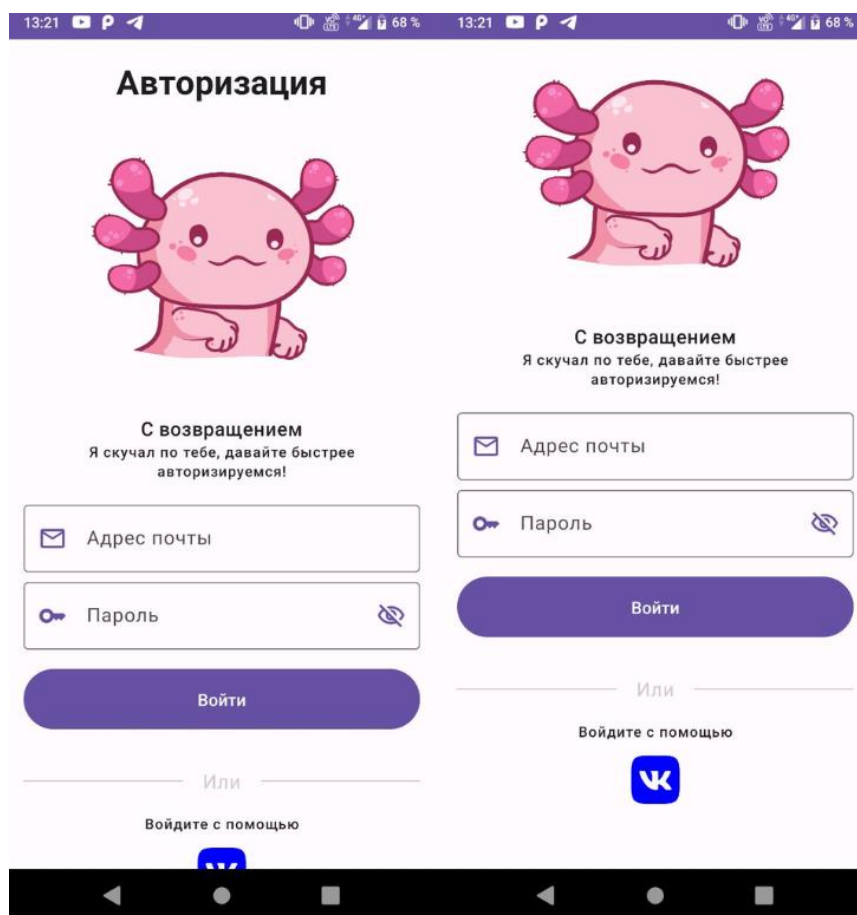 13:21
68 %
Авторизация
С возвращением
Я скучал по тебе, давайте быстрее
авторизируемся!
Адрес почты
Пароль
Войти
Или
Войдите с помощью
13:21
68 %
С возвращением
Я скучал по тебе, давайте быстрее
авторизируемся!
Адрес почты
Пароль
Войти
Или
Войдите с помощью